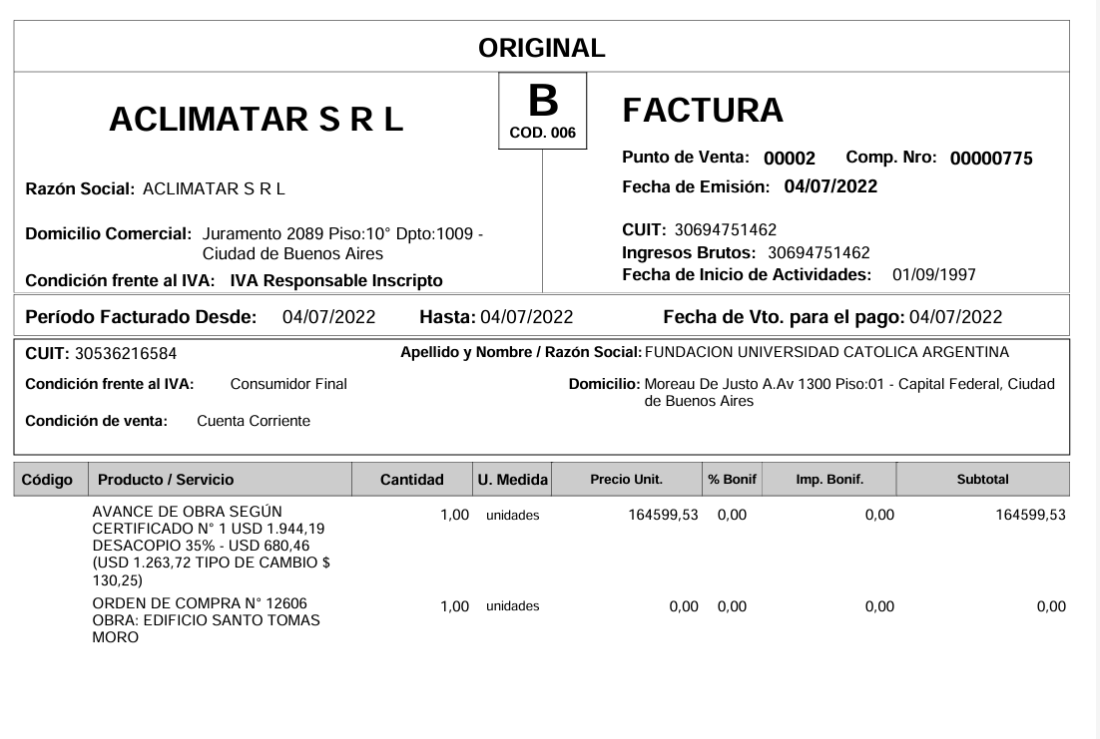 ORIGINAL
ACLIMATAR S R L
B
COD. 006
FACTURA
Punto de Venta: 00002 Comp. Nro: 00000775
Fecha de Emisión: 04/07/2022
Razón Social: ACLIMATAR S R L
Domicilio Comercial: Juramento 2089 Piso:10° Dpto:1009 -
Ciudad de Buenos Aires
Condición frente al IVA: IVA Responsable Inscripto
CUIT: 30694751462
Ingresos Brutos: 30694751462
Fecha de Inicio de Actividades: 01/09/1997
Período Facturado Desde: 04/07/2022 Hasta: 04/07/2022 Fecha de Vto. para el pago: 04/07/2022
CUIT: 30536216584 Apellido y Nombre / Razón Social: FUNDACION UNIVERSIDAD CATOLICA ARGENTINA
Condición frente al IVA: Consumidor Final Domicilio: Moreau De Justo A.Av 1300 Piso:01 - Capital Federal, Ciudad
de Buenos Aires
Condición de venta: Cuenta Corriente
Código Producto / Servicio Cantidad U. Medida Precio Unit. % Bonif Imp. Bonif. Subtotal
AVANCE DE OBRA SEGÚN 1,00 unidades 164599,53 0,00 0,00 164599,53
CERTIFICADO N° 1 USD 1.944,19
DESACOPIO 35% - USD 680,46
(USD 1.263,72 TIPO DE CAMBIO $
130,25)
ORDEN DE COMPRA N° 12606 1,00 unidades 0,00 0,00 0,00 0,00
OBRA: EDIFICIO SANTO TOMAS
MORO